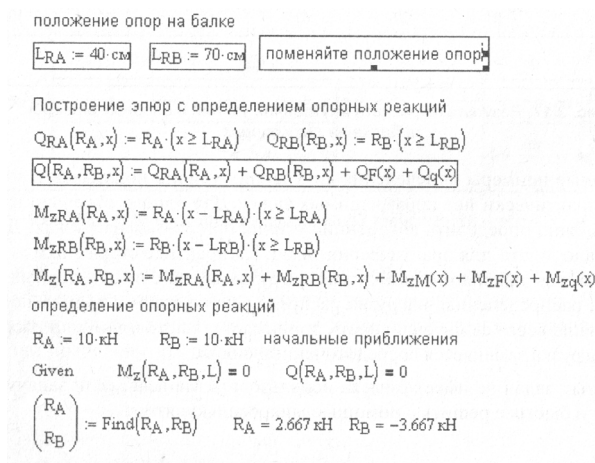 положение опор на балке
L_RA := 40·см L_RB := 70·см поменяйте положение опор
Построение эпюр с определением опорных реакций
Q_RA(R_A,x) := R_A·(x ≥ L_RA) Q_RB(R_B,x) := R_B·(x ≥ L_RB)
Q(R_A,R_B,x) := Q_RA(R_A,x) + Q_RB(R_B,x) + Q_F(x) + Q_q(x)
M_zRA(R_A,x) := R_A·(x − L_RA)·(x ≥ L_RA)
M_zRB(R_B,x) := R_B·(x − L_RB)·(x ≥ L_RB)
M_z(R_A,R_B,x) := M_zRA(R_A,x) + M_zRB(R_B,x) + M_zM(x) + M_zF(x) + M_zq(x)
определение опорных реакций
R_A := 10·кН R_B := 10·кН начальные приближения
Given M_z(R_A,R_B,L) = 0 Q(R_A,R_B,L) = 0
(R_A
R_B) := Find(R_A,R_B) R_A = 2.667 кН R_B = −3.667 кН